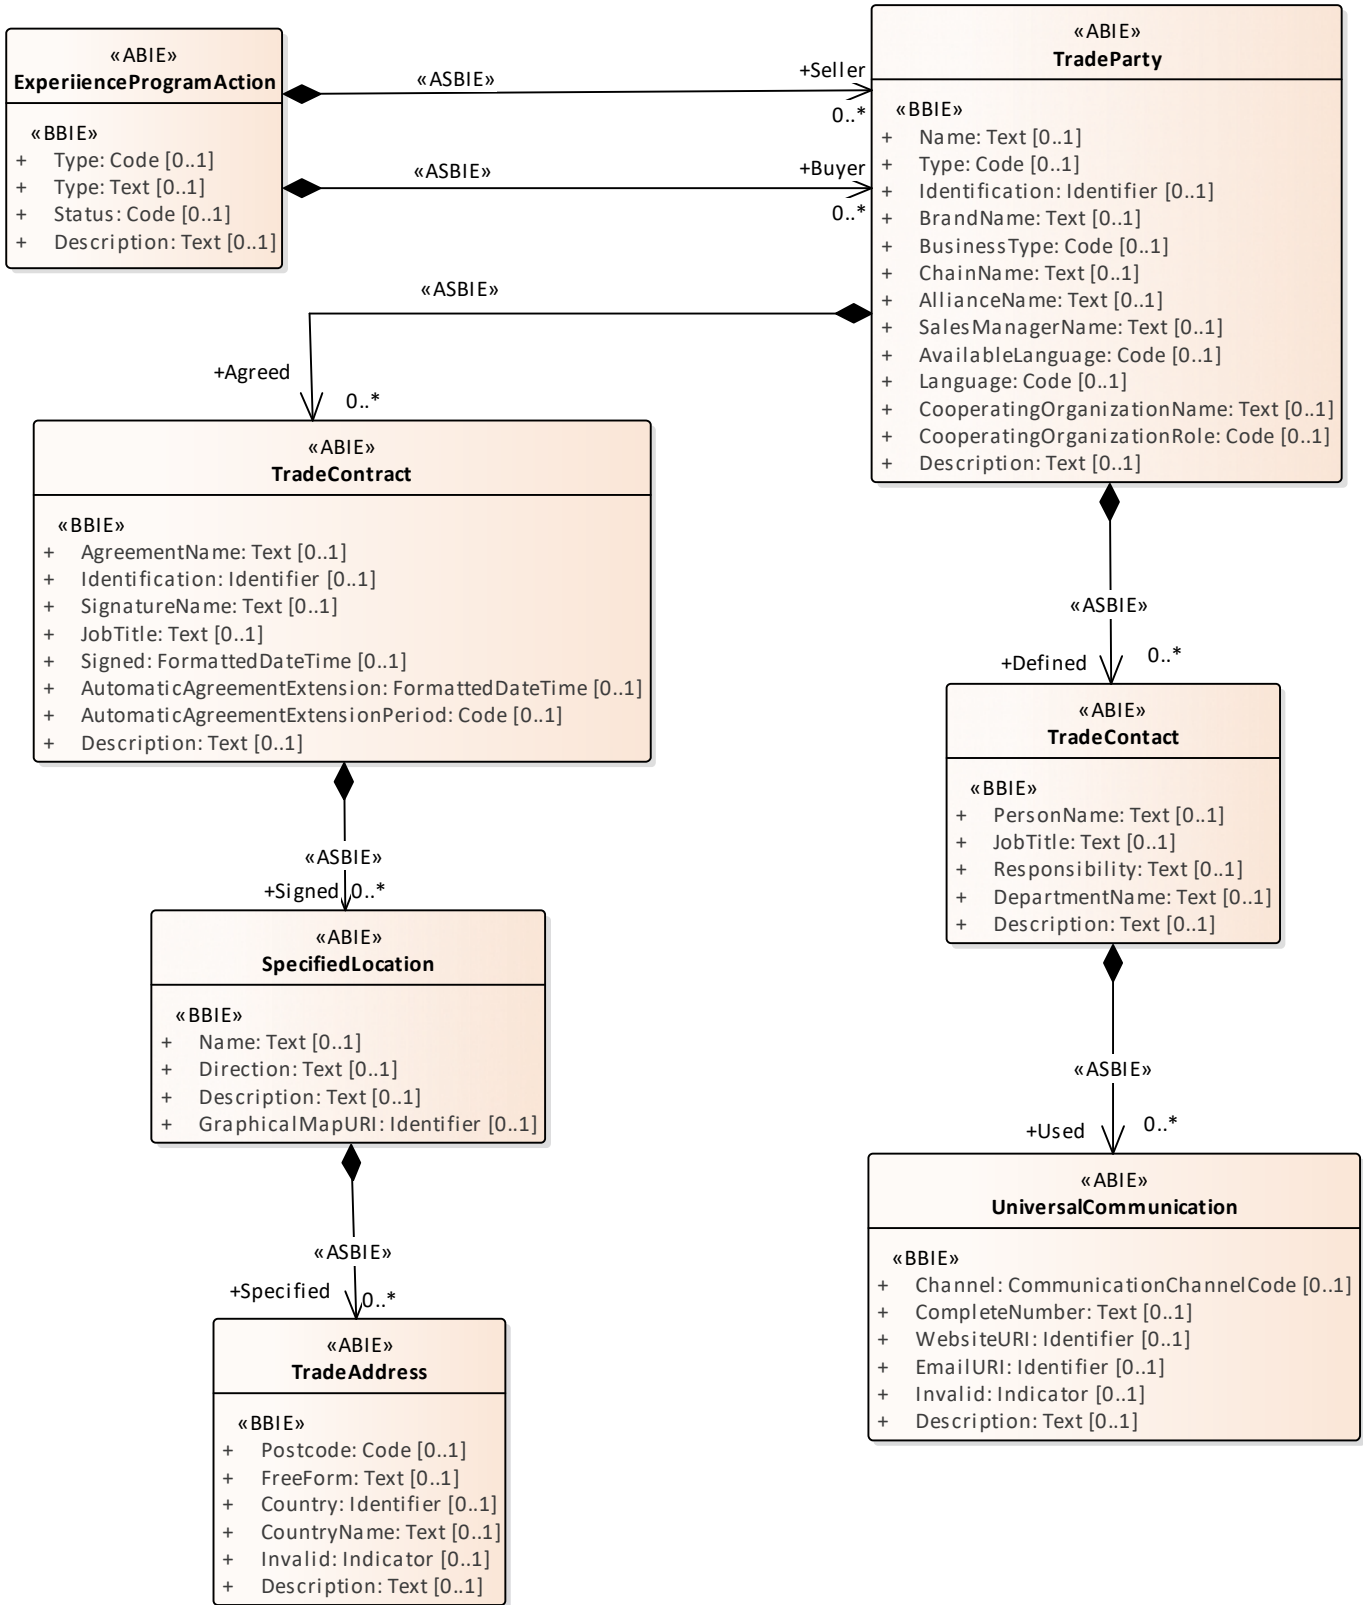 «ABIE»
ExperiienceProgramAction
«BBIE»
+ Type: Code [0..1]
+ Type: Text [0..1]
+ Status: Code [0..1]
+ Description: Text [0..1]
«ASBIE»
+Seller
0..*
«ASBIE»
+Buyer
0..*
«ABIE»
TradeParty
«BBIE»
+ Name: Text [0..1]
+ Type: Code [0..1]
+ Identification: Identifier [0..1]
+ BrandName: Text [0..1]
+ BusinessType: Code [0..1]
+ ChainName: Text [0..1]
+ AllianceName: Text [0..1]
+ SalesManagerName: Text [0..1]
+ AvailableLanguage: Code [0..1]
+ Language: Code [0..1]
+ CooperatingOrganizationName: Text [0..1]
+ CooperatingOrganizationRole: Code [0..1]
+ Description: Text [0..1]
«ASBIE»
+Agreed
0..*
«ABIE»
TradeContract
«BBIE»
+ AgreementName: Text [0..1]
+ Identification: Identifier [0..1]
+ SignatureName: Text [0..1]
+ JobTitle: Text [0..1]
+ Signed: FormattedDateTime [0..1]
+ AutomaticAgreementExtension: FormattedDateTime [0..1]
+ AutomaticAgreementExtensionPeriod: Code [0..1]
+ Description: Text [0..1]
«ASBIE»
+Defined
0..*
«ABIE»
TradeContact
«BBIE»
+ PersonName: Text [0..1]
+ JobTitle: Text [0..1]
+ Responsibility: Text [0..1]
+ DepartmentName: Text [0..1]
+ Description: Text [0..1]
«ASBIE»
+Signed
0..*
«ABIE»
SpecifiedLocation
«BBIE»
+ Name: Text [0..1]
+ Direction: Text [0..1]
+ Description: Text [0..1]
+ GraphicalMapURI: Identifier [0..1]
«ASBIE»
+Used
0..*
«ABIE»
UniversalCommunication
«BBIE»
+ Channel: CommunicationChannelCode [0..1]
+ CompleteNumber: Text [0..1]
+ WebsiteURI: Identifier [0..1]
+ EmailURI: Identifier [0..1]
+ Invalid: Indicator [0..1]
+ Description: Text [0..1]
«ASBIE»
+Specified
0..*
«ABIE»
TradeAddress
«BBIE»
+ Postcode: Code [0..1]
+ FreeForm: Text [0..1]
+ Country: Identifier [0..1]
+ CountryName: Text [0..1]
+ Invalid: Indicator [0..1]
+ Description: Text [0..1]